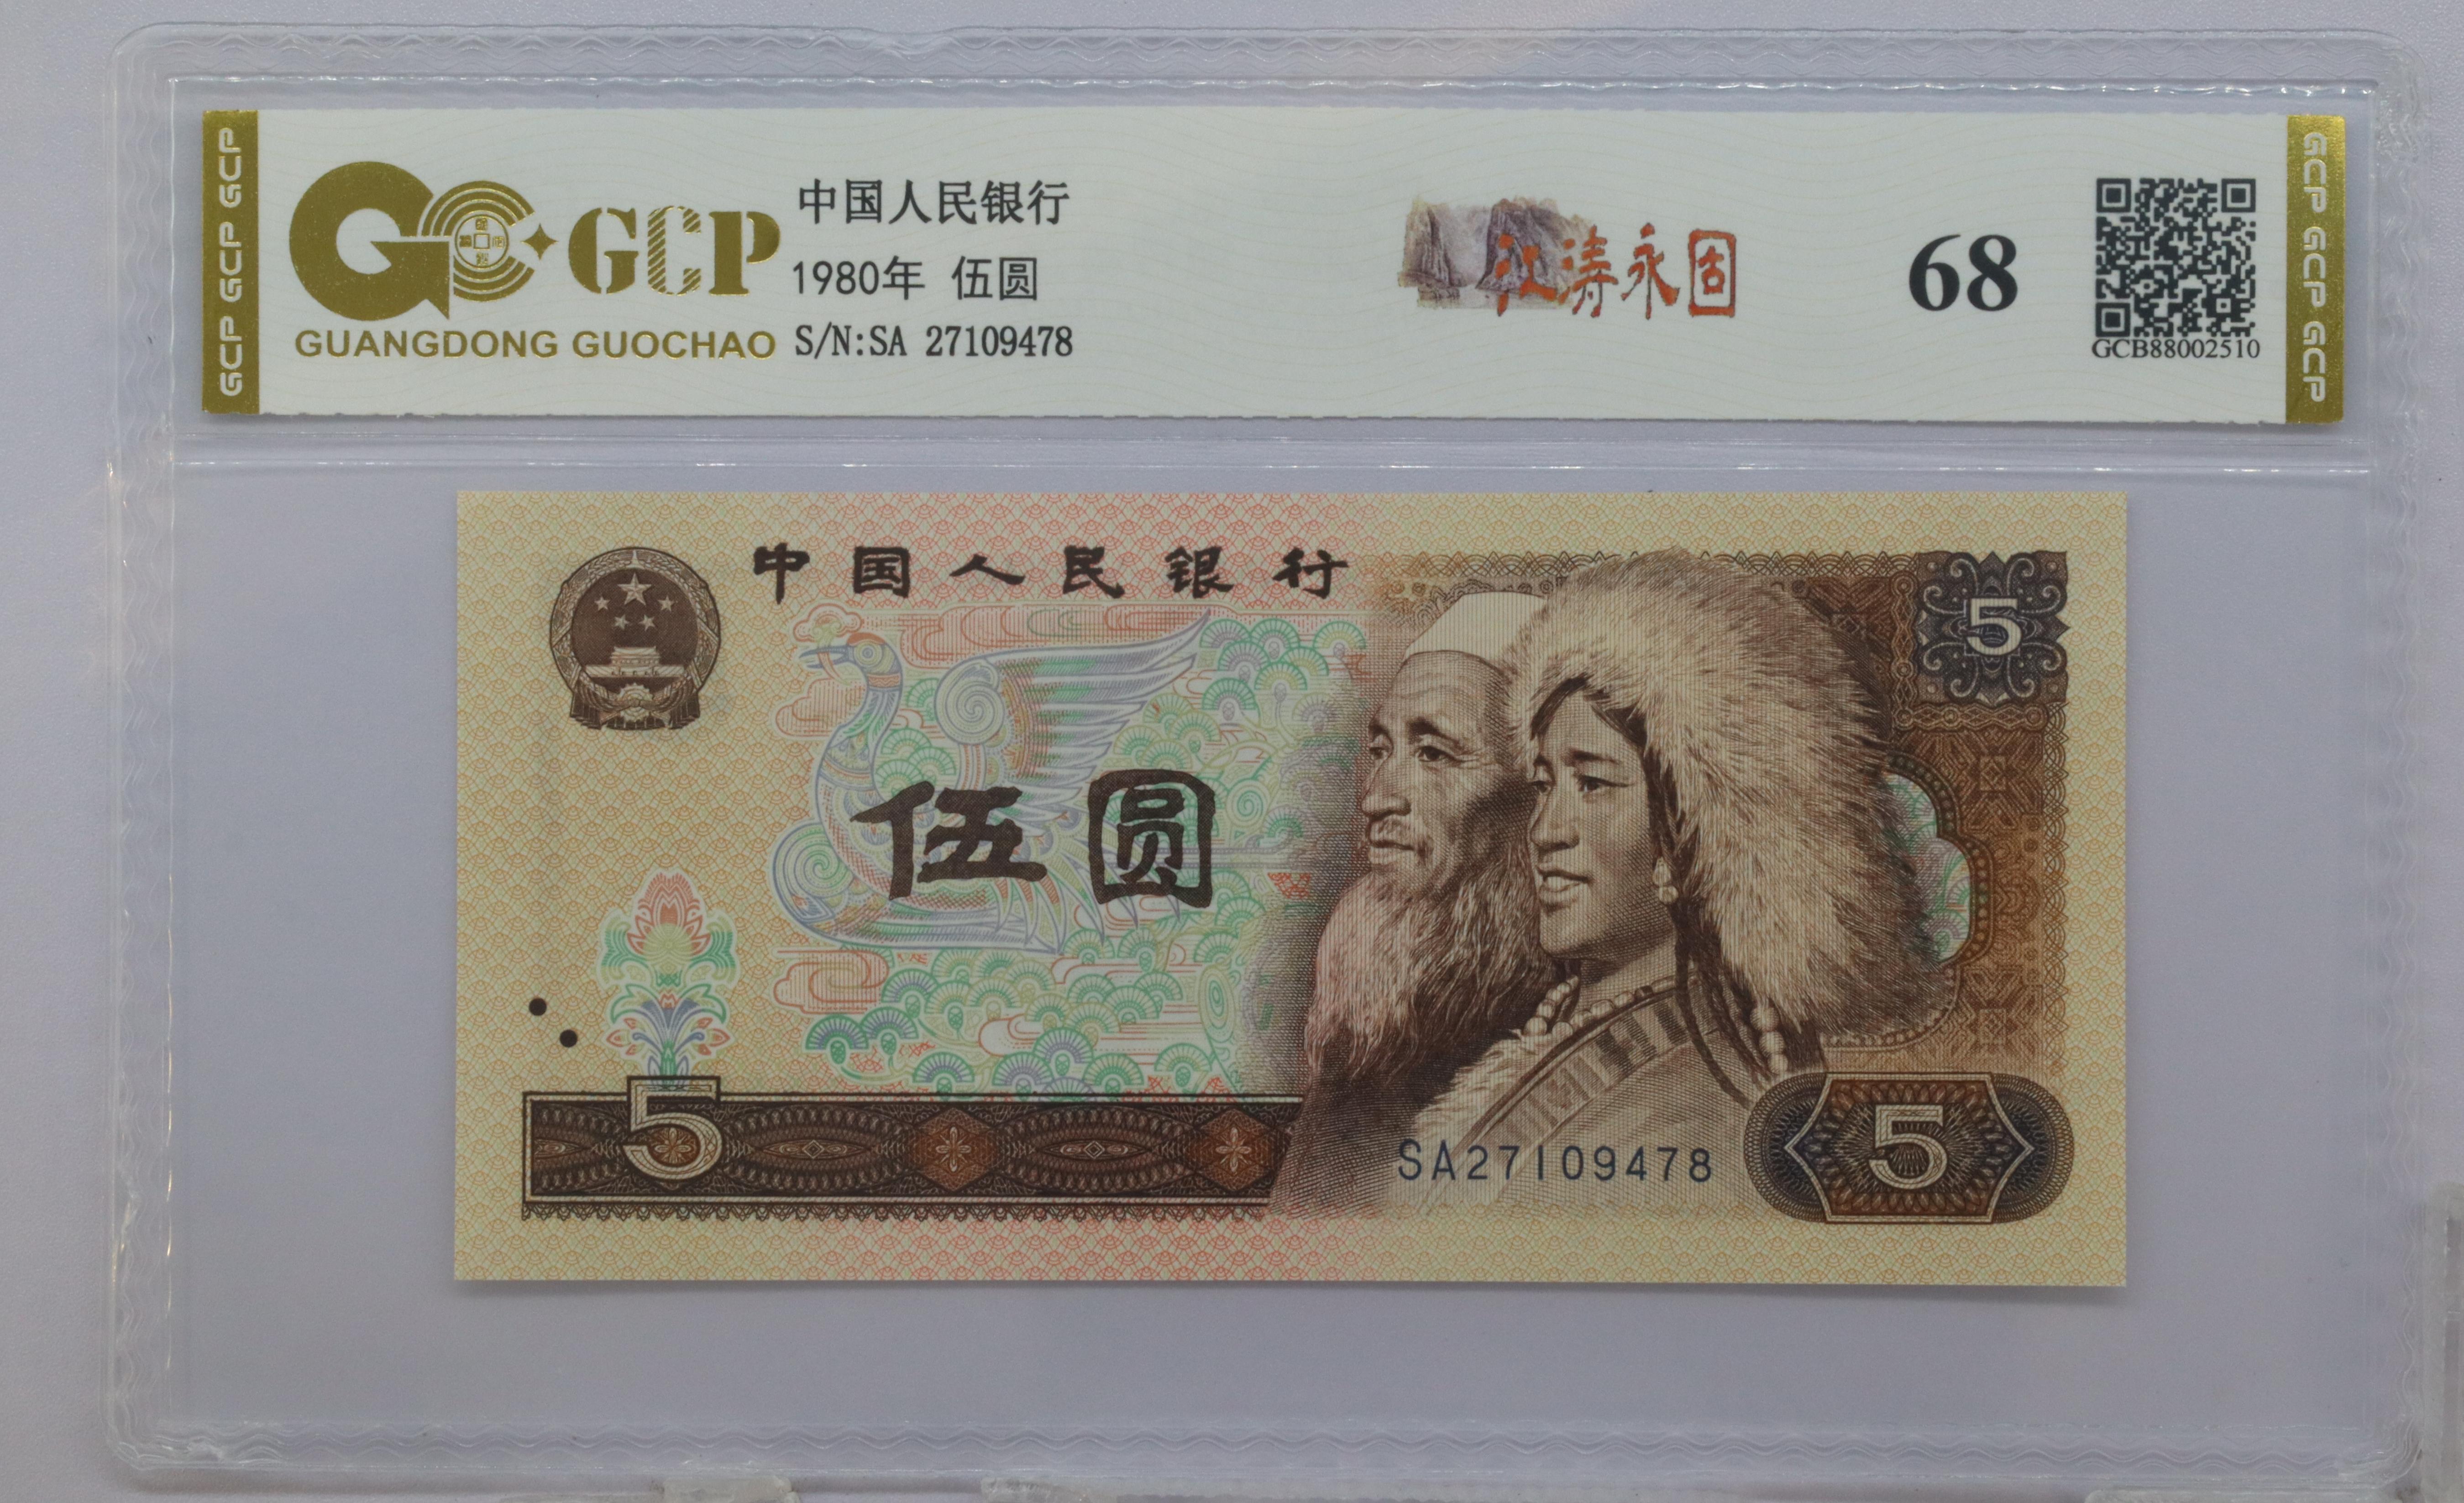 GCP GCP GCP
GCP
GUANGDONG GUOCHAO
中国人民银行
1980年 伍圆
S/N:SA 27109478
江涛永固
68
GCB88002510
GCP GCP GCP
中国人民银行
5
伍圆
5
SA27109478
5